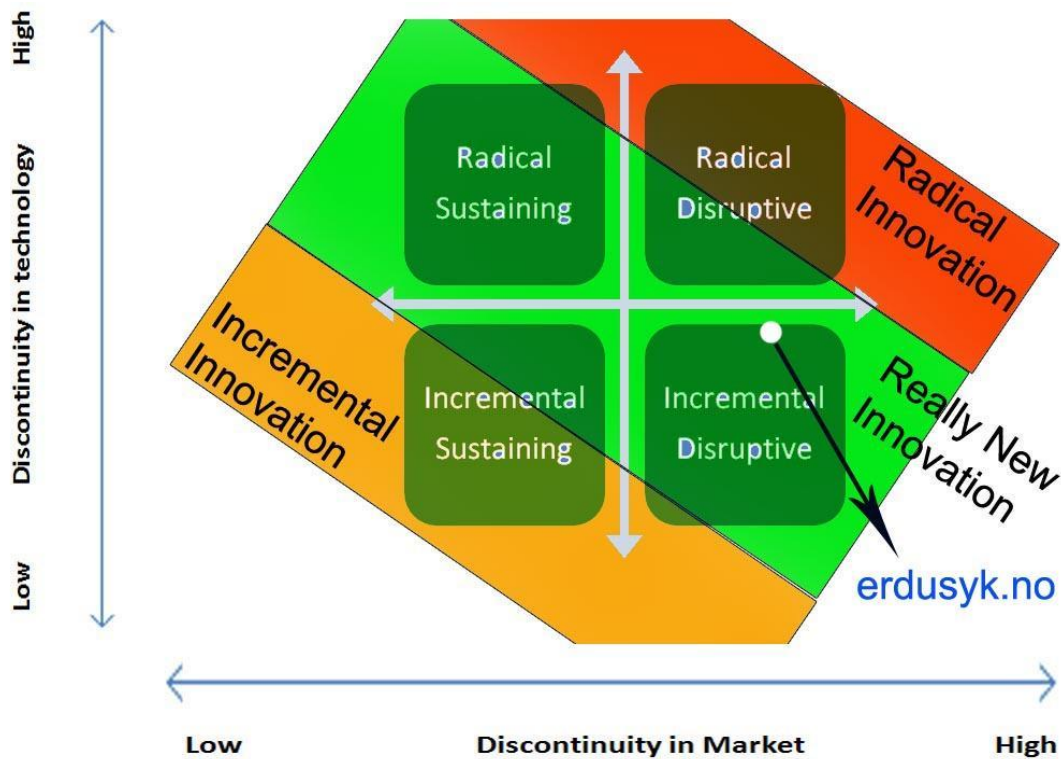 High
Discontinuity in technology
Low
Radical
Sustaining
Radical
Disruptive
Radical
Innovation
Incremental
Innovation
Incremental
Sustaining
Incremental
Disruptive
Really New
Innovation
erdusyk.no
Low
Discontinuity in Market
High